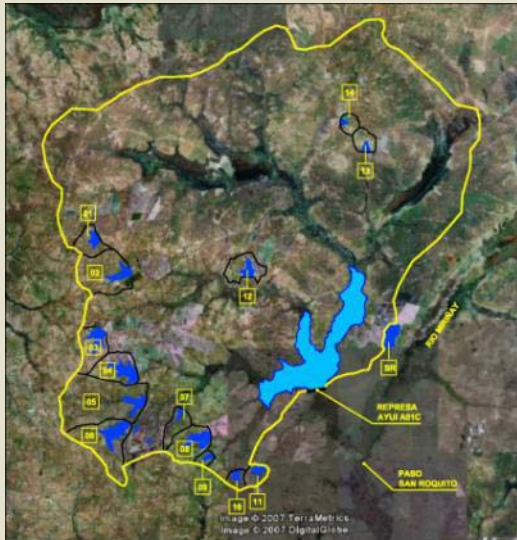 14
13
01
02
12
03
SR
RIO MIRIÑAY
04
05
07
REPRESA
AYUI A01C
06
08
PASO
SAN ROQUITO
09
10
11
Image © 2007 TerraMetrics
Image © 2007 DigitalGlobe